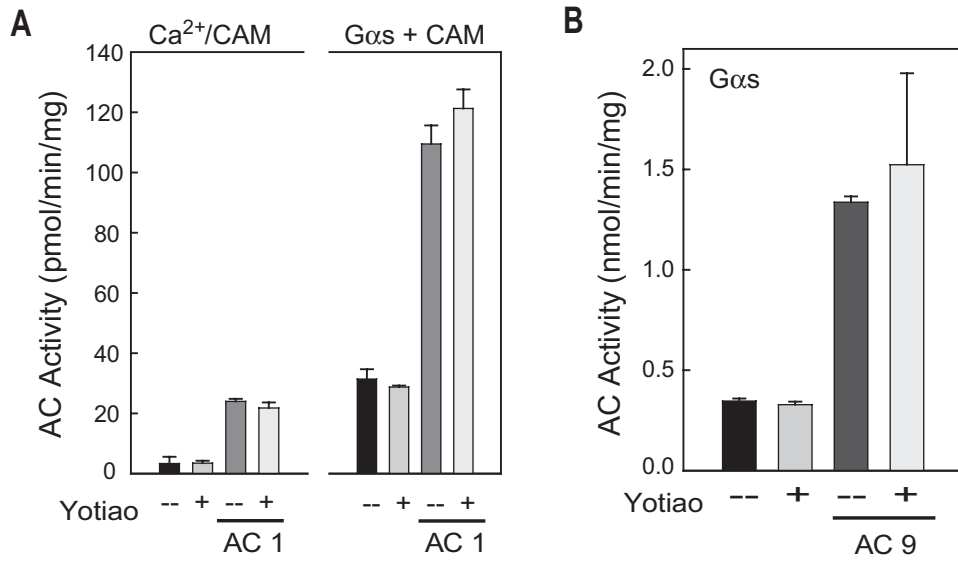 A
Ca²⁺/CAM
Gαs + CAM
AC Activity (pmol/min/mg)
140
120
100
80
60
40
20
0
Yotiao -- + -- + -- + -- +
AC 1 AC 1
B
Gαs
AC Activity (nmol/min/mg)
2.0
1.5
1.0
0.5
0.0
Yotiao -- + -- +
AC 9